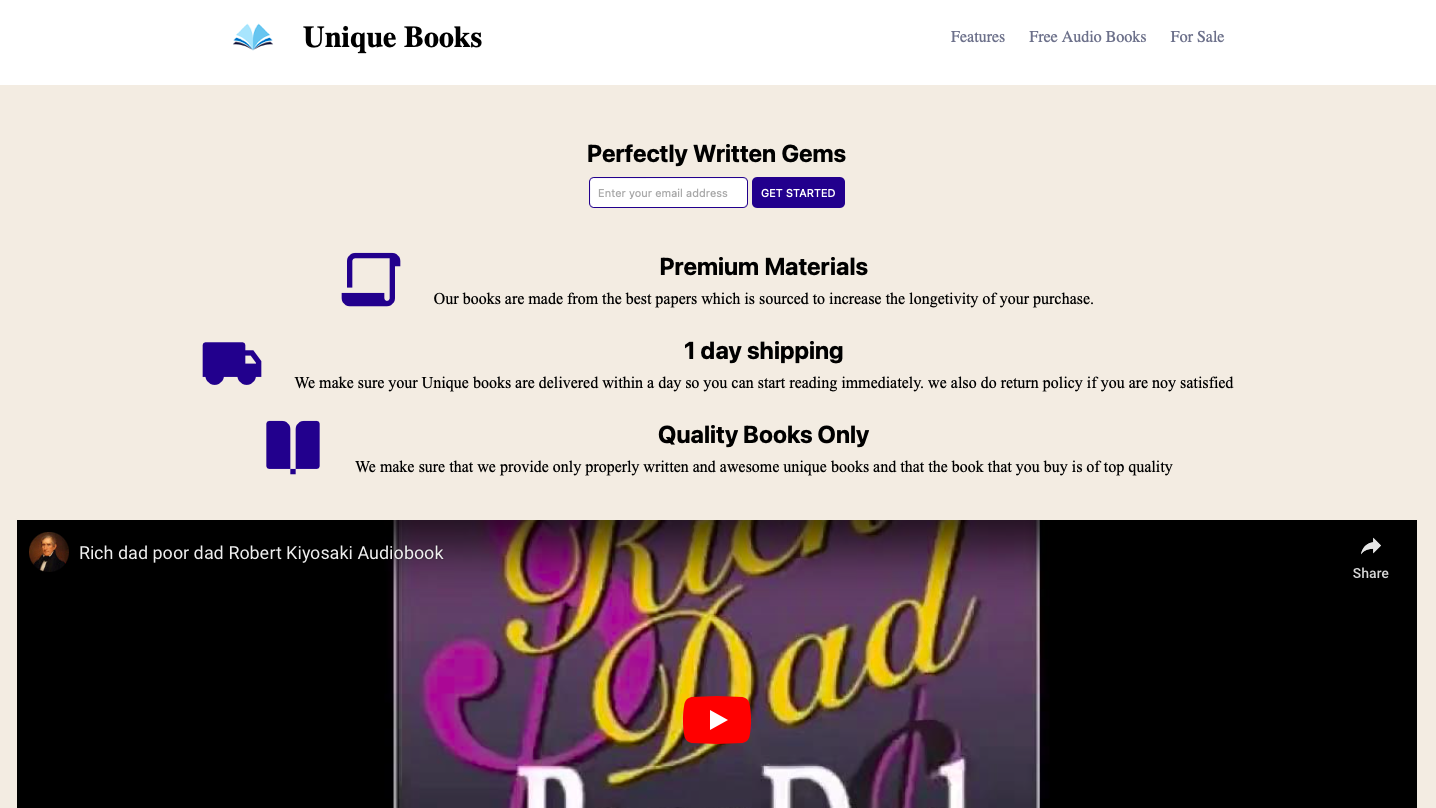 Unique Books
Features Free Audio Books For Sale
Perfectly Written Gems
Enter your email address GET STARTED
Premium Materials
Our books are made from the best papers which is sourced to increase the longetivity of your purchase.
1 day shipping
We make sure your Unique books are delivered within a day so you can start reading immediately. we also do return policy if you are noy satisfied
Quality Books Only
We make sure that we provide only properly written and awesome unique books and that the book that you buy is of top quality
Rich dad poor dad Robert Kiyosaki Audiobook
Share
Rich
Dad